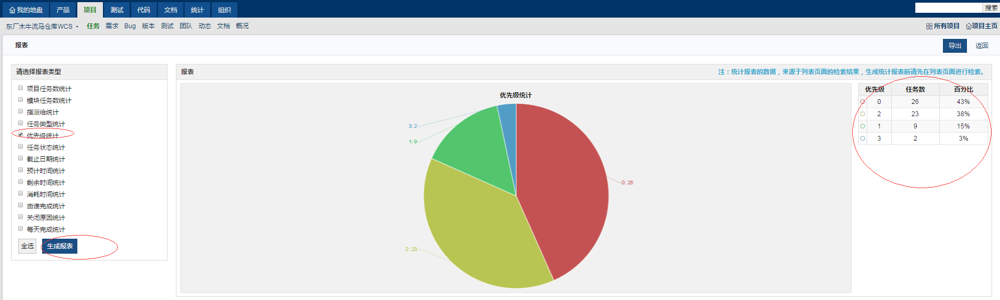 我的地盘 产品 项目 测试 代码 文档 统计 组织 搜索
东厂木牛流马仓库WCS 任务 需求 Bug 版本 测试 团队 动态 文档 概况 所有项目 项目主页
报表 导出 返回
请选择报表类型
项目任务数统计
模块任务数统计
指派给统计
任务类型统计
优先级统计
任务状态统计
截止日期统计
预计时间统计
剩余时间统计
消耗时间统计
由谁完成统计
关闭原因统计
每天完成统计
全选 生成报表
报表 注：统计报表的数据，来源于列表页面的检索结果，生成统计报表前请先在列表页面进行检索。
优先级统计
3: 2
1: 9
0: 26
2: 23
优先级 任务数 百分比
0 26 43%
2 23 38%
1 9 15%
3 2 3%